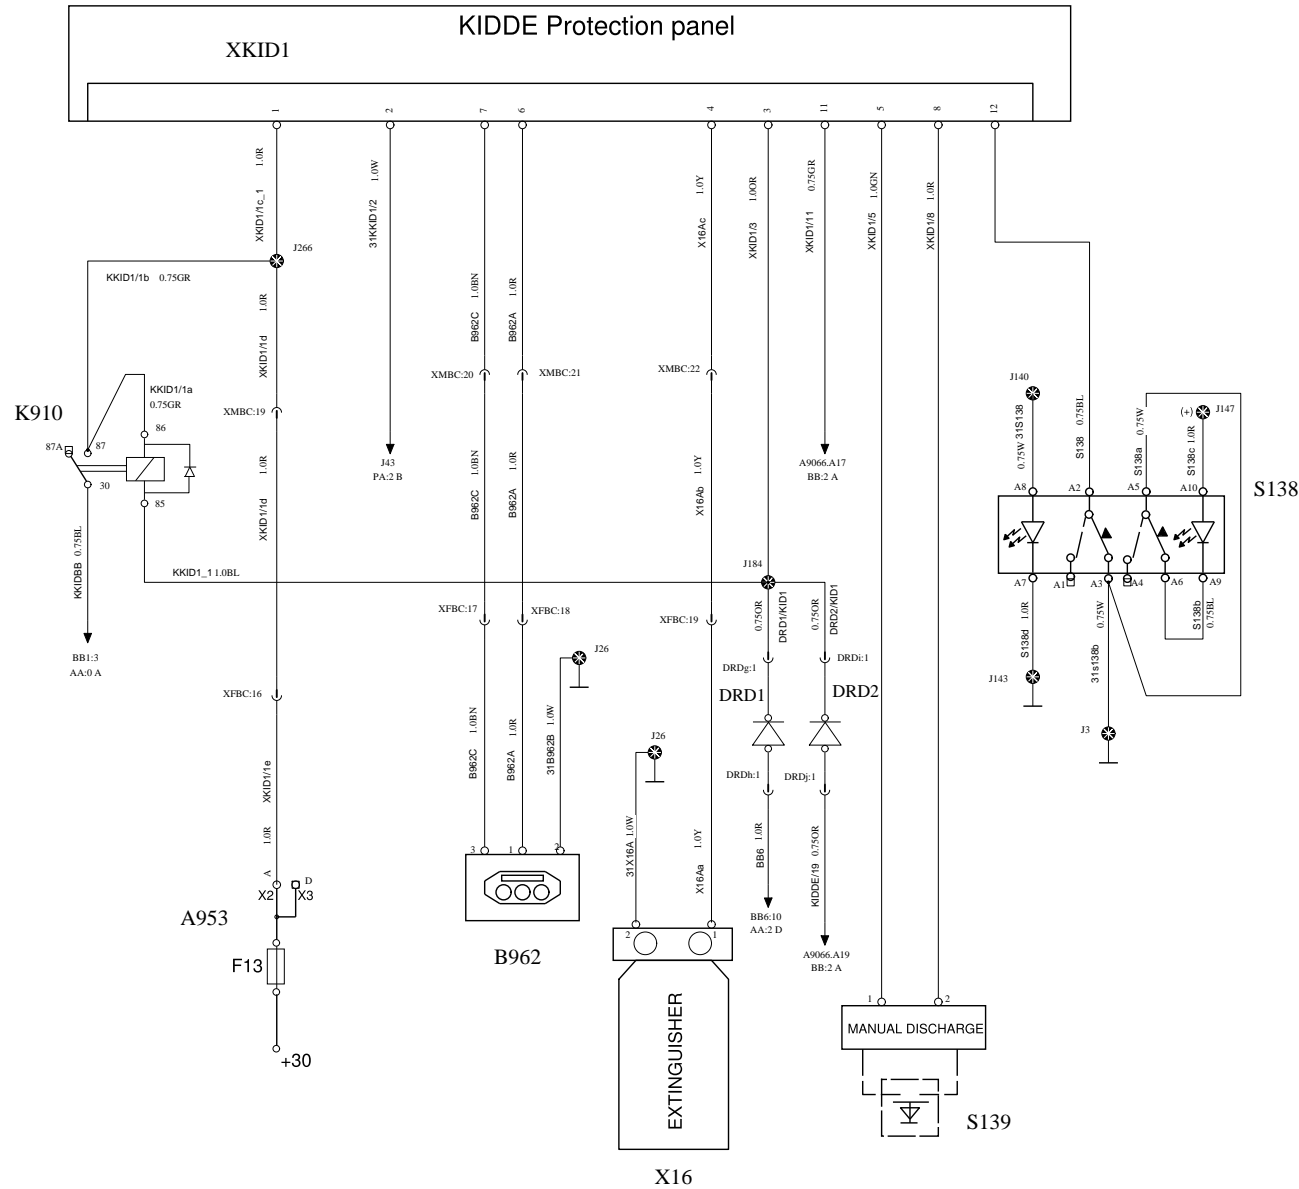 KIDDE Protection panel
XKID1
1
2
7
6
4
3
11
5
8
12
XKID1/1c_1 1.0R
31KKID1/2 1.0W
B962C 1.0BN
B962A 1.0R
X16Ac 1.0Y
XKID1/3 1.0OR
XKID1/11 0.75GR
XKID1/5 1.0GN
XKID1/8 1.0R
J266
KKID1/1b 0.75GR
XKID1/1d 1.0R
XMBC:20
XMBC:21
XMBC:22
J140
31S138
0.75W
S138 0.75BL
S138a 0.75W
(+)
J147
S138c 1.0R
KKID1/1a
0.75GR
K910
XMBC:19
87A
87
86
30
85
XKID1/1d 1.0R
J43
PA:2 B
B962C 1.0BN
B962A 1.0R
X16Ab 1.0Y
A9066.A17
BB:2 A
A8
A2
A5
A10
S138
A7
A1
A3
A4
A6
A9
KKIDBB 0.75BL
KKID1_1 1.0BL
J184
0.75OR
DRD1/KID1
0.75OR
DRD2/KID1
S138d 1.0R
31s138b 0.75W
S138b
0.75BL
BB1:3
AA:0 A
XFBC:17
XFBC:18
XFBC:19
J26
DRDg:1
DRDi:1
J143
XFBC:16
DRD1
DRD2
B962C 1.0BN
B962A 1.0R
31B962B 1.0W
J26
J3
XKID1/1e 1.0R
DRDh:1
DRDj:1
31X16A 1.0W
X16Aa 1.0Y
BB6 1.0R
KIDDE/19 0.75OR
3
1
2
A
D
X2
X3
A953
BB6:10
AA:2 D
2
1
F13
B962
A9066.A19
BB:2 A
EXTINGUISHER
1
2
MANUAL DISCHARGE
+30
S139
X16